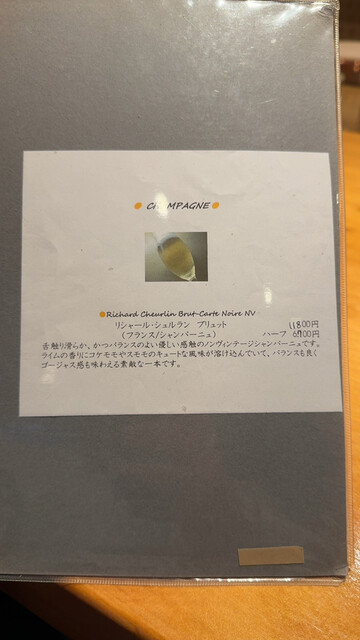 CHAMPAGNE
Richard Cheurlin Brut-Carte Noire NV
リシャール・シュルラン ブリュット 11800円
(フランス/シャンパーニュ) ハーフ 6900円
舌触り滑らか、かつバランスのよい優しい感触のノンヴィンテージシャンパーニュです。
ライムの香りにコケモモやスモモのキュートな風味が溶け込んでいて、バランスも良く
ゴージャス感も味わえる素敵な一本です。